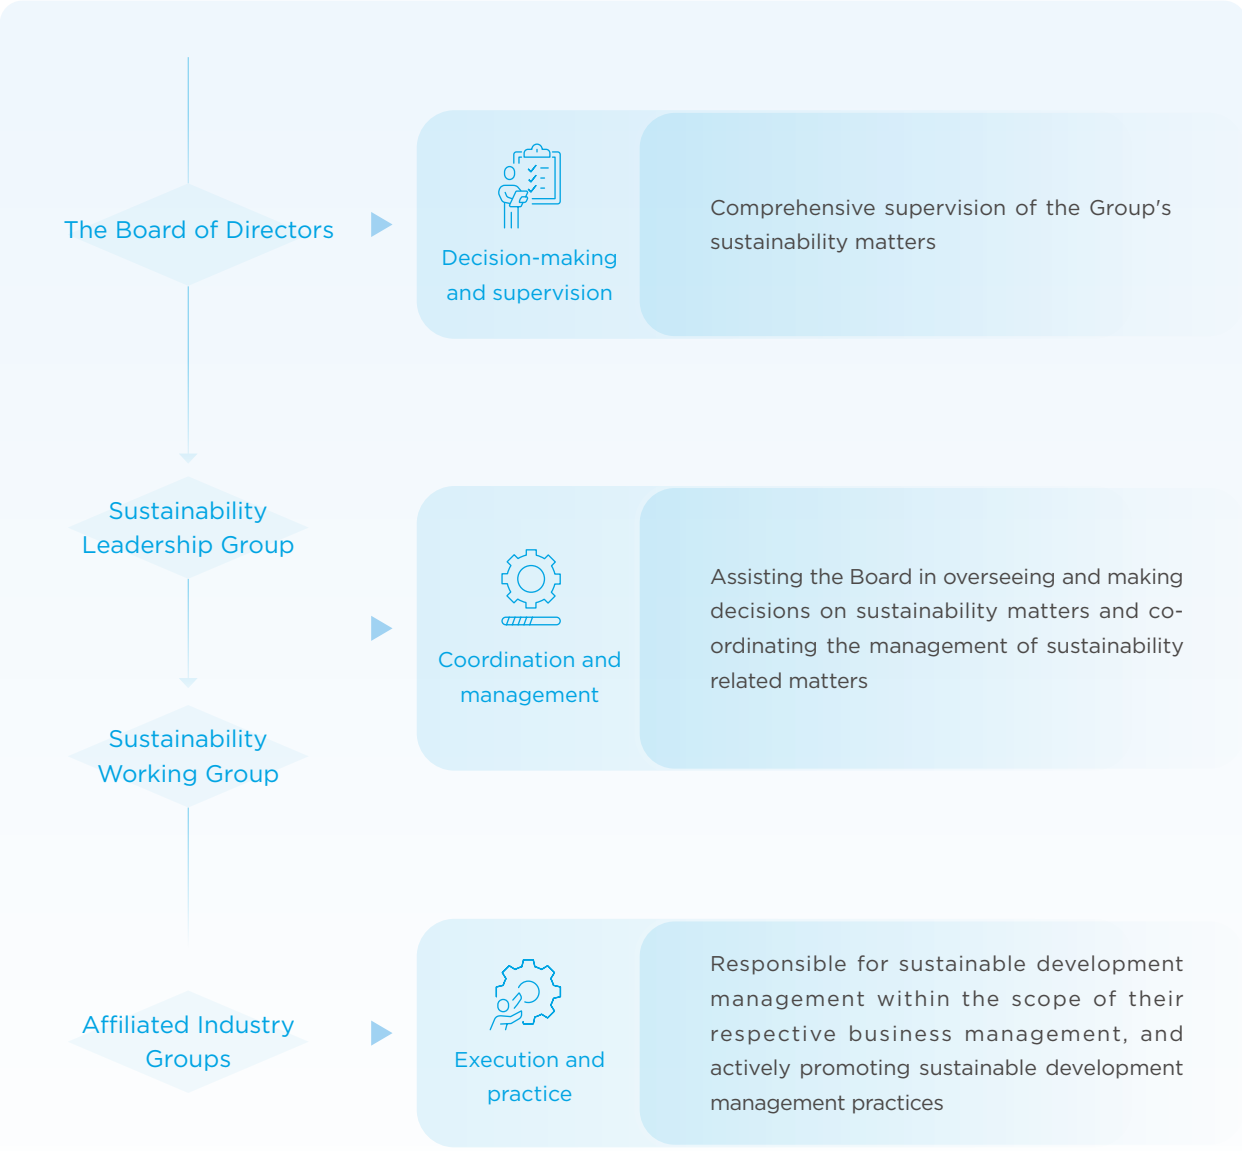 The Board of Directors
Decision-making
and supervision
Comprehensive supervision of the Group's
sustainability matters
Sustainability
Leadership Group
Sustainability
Working Group
Coordination and
management
Assisting the Board in overseeing and making
decisions on sustainability matters and co-
ordinating the management of sustainability
related matters
Affiliated Industry
Groups
Execution and
practice
Responsible for sustainable development
management within the scope of their
respective business management, and
actively promoting sustainable development
management practices